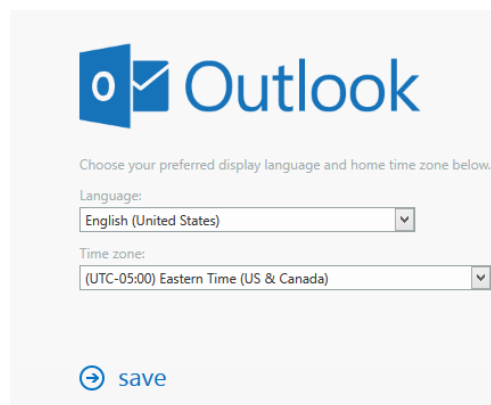 Outlook
Choose your preferred display language and home time zone below.
Language:
English (United States)
Time zone:
(UTC-05:00) Eastern Time (US & Canada)
save